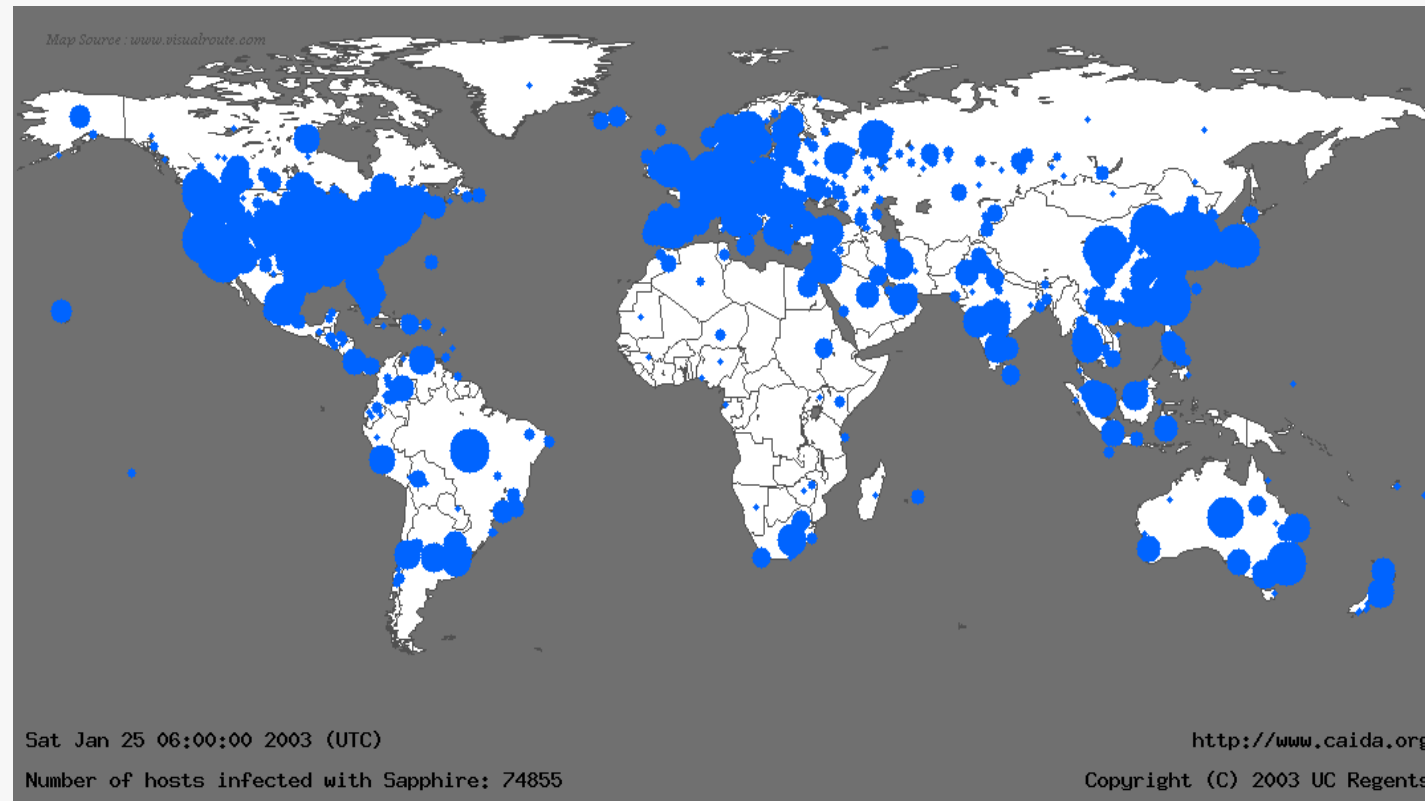 Map Source : www.visualroute.com
Sat Jan 25 06:00:00 2003 (UTC)
http://www.caida.org
Number of hosts infected with Sapphire: 74855
Copyright (C) 2003 UC Regents